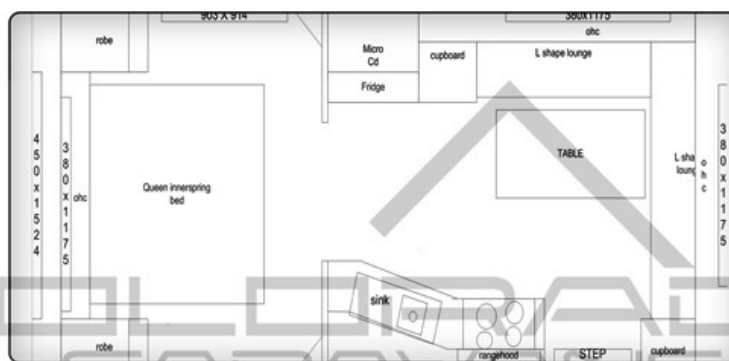 903 X 914
380x1175
ohc
robe
Micro
Cd
cupboard
L shape lounge
Fridge
TABLE
450x1524
380x1175
ohc
Queen innerspring
bed
L sha
loung
ohc
380x1175
sink
robe
rangehood
STEP
cupboard